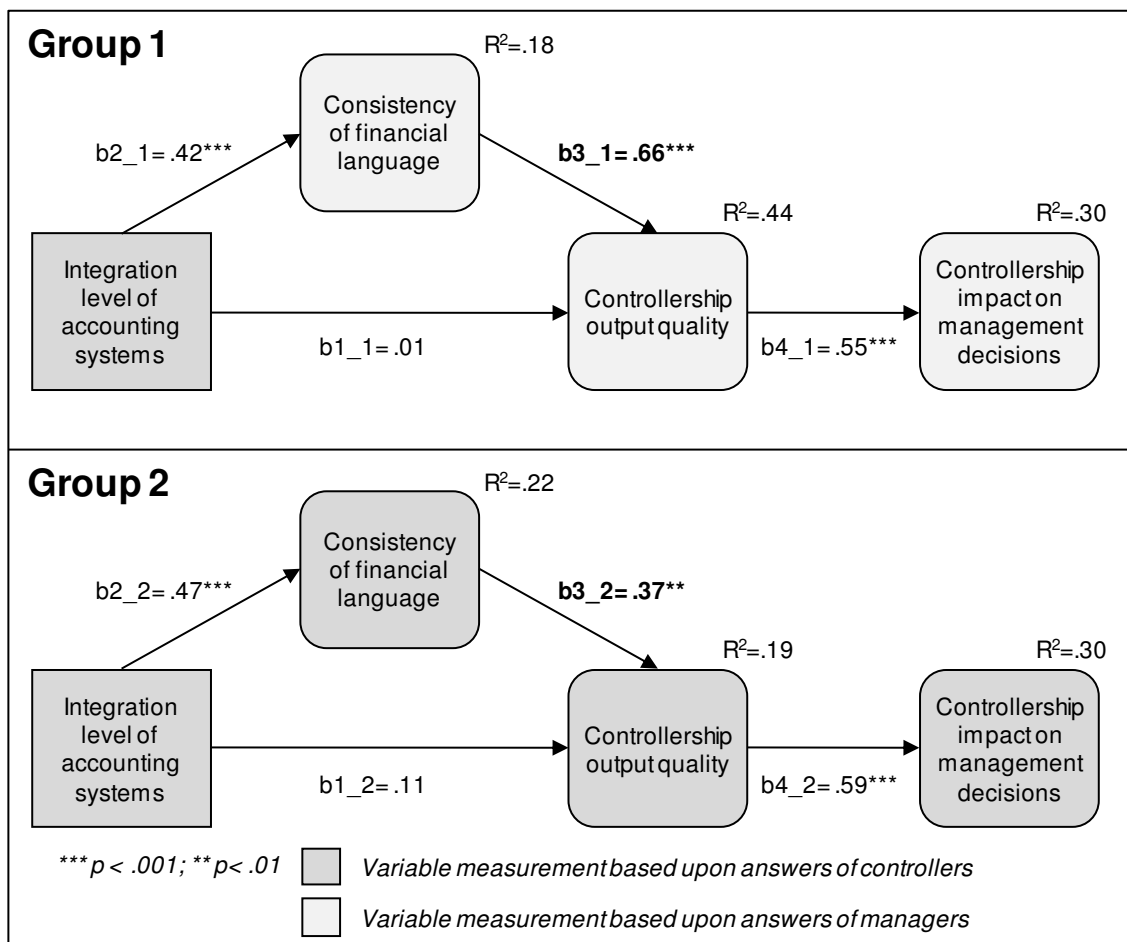 Group 1
R²=.18
Consistency
of financial
language
b2_1= .42***
b3_1= .66***
R²=.44
R²=.30
Integration
level of
accounting
systems
Controllership
output quality
Controllership
impact on
management
decisions
b1_1= .01
b4_1= .55***
Group 2
R²=.22
Consistency
of financial
language
b2_2= .47***
b3_2= .37**
R²=.19
R²=.30
Integration
level of
accounting
systems
Controllership
output quality
Controllership
impact on
management
decisions
b1_2= .11
b4_2= .59***
***p < .001; **p< .01
Variable measurement based upon answers of controllers
Variable measurement based upon answers of managers